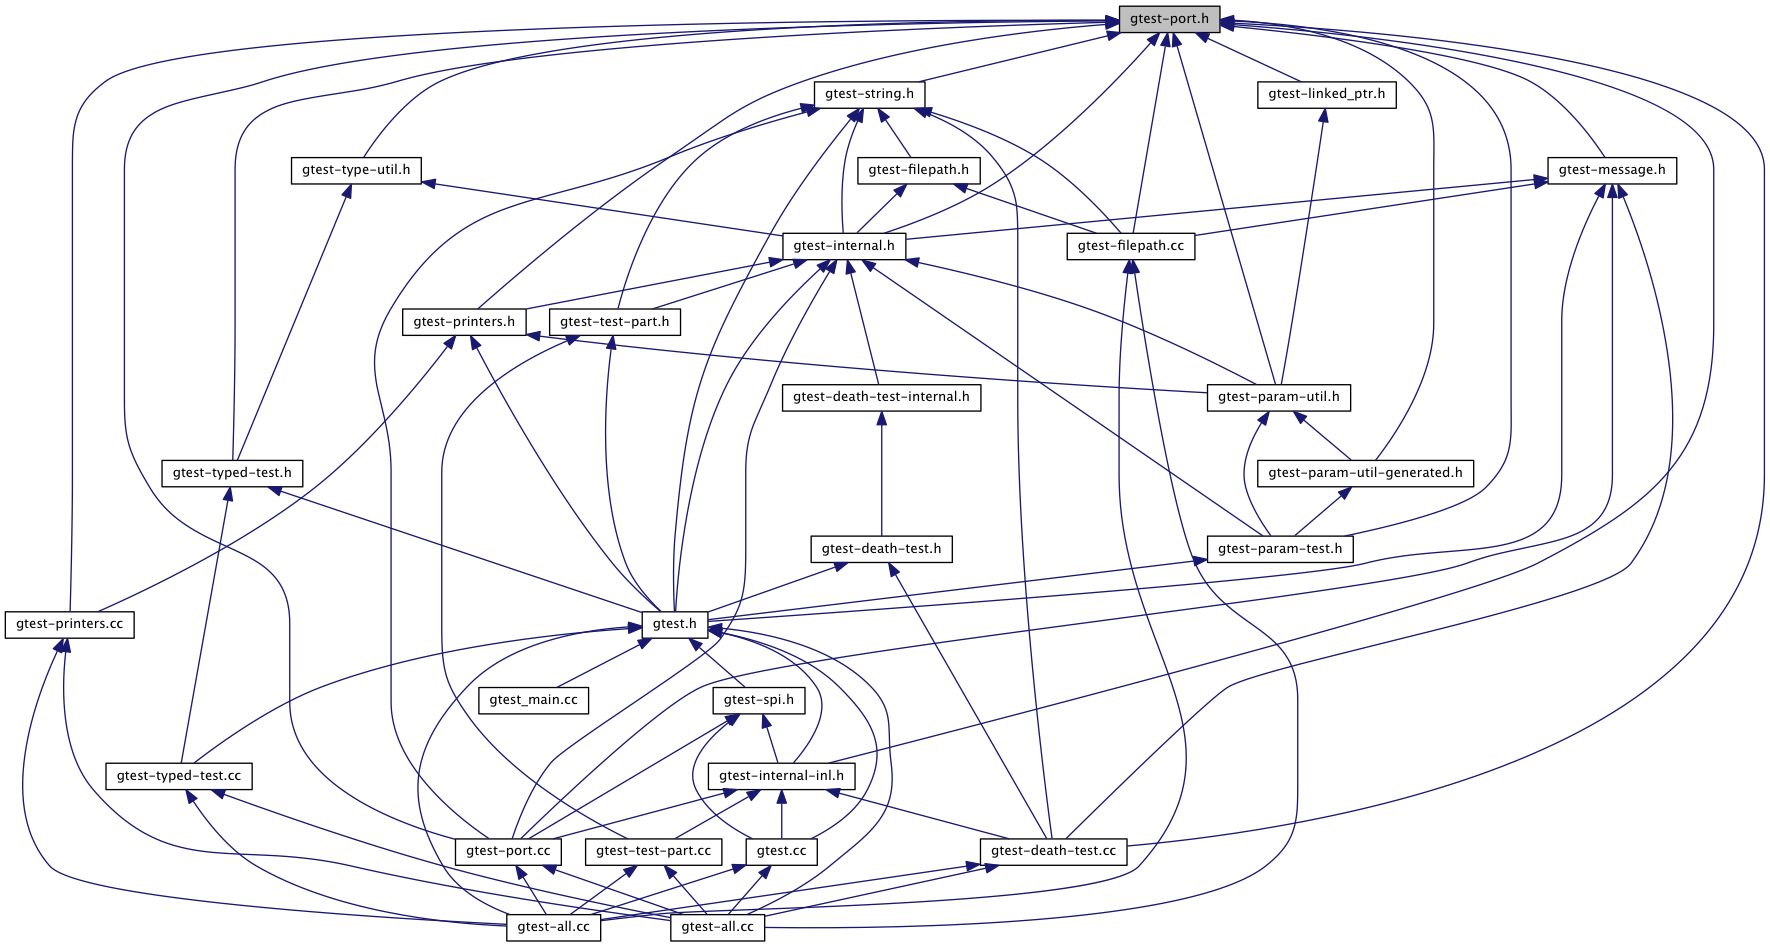 gtest-port.h
gtest-string.h
gtest-linked_ptr.h
gtest-type-util.h
gtest-filepath.h
gtest-message.h
gtest-internal.h
gtest-filepath.cc
gtest-printers.h
gtest-test-part.h
gtest-death-test-internal.h
gtest-param-util.h
gtest-typed-test.h
gtest-param-util-generated.h
gtest-death-test.h
gtest-param-test.h
gtest-printers.cc
gtest.h
gtest_main.cc
gtest-spi.h
gtest-typed-test.cc
gtest-internal-inl.h
gtest-port.cc
gtest-test-part.cc
gtest.cc
gtest-death-test.cc
gtest-all.cc
gtest-all.cc